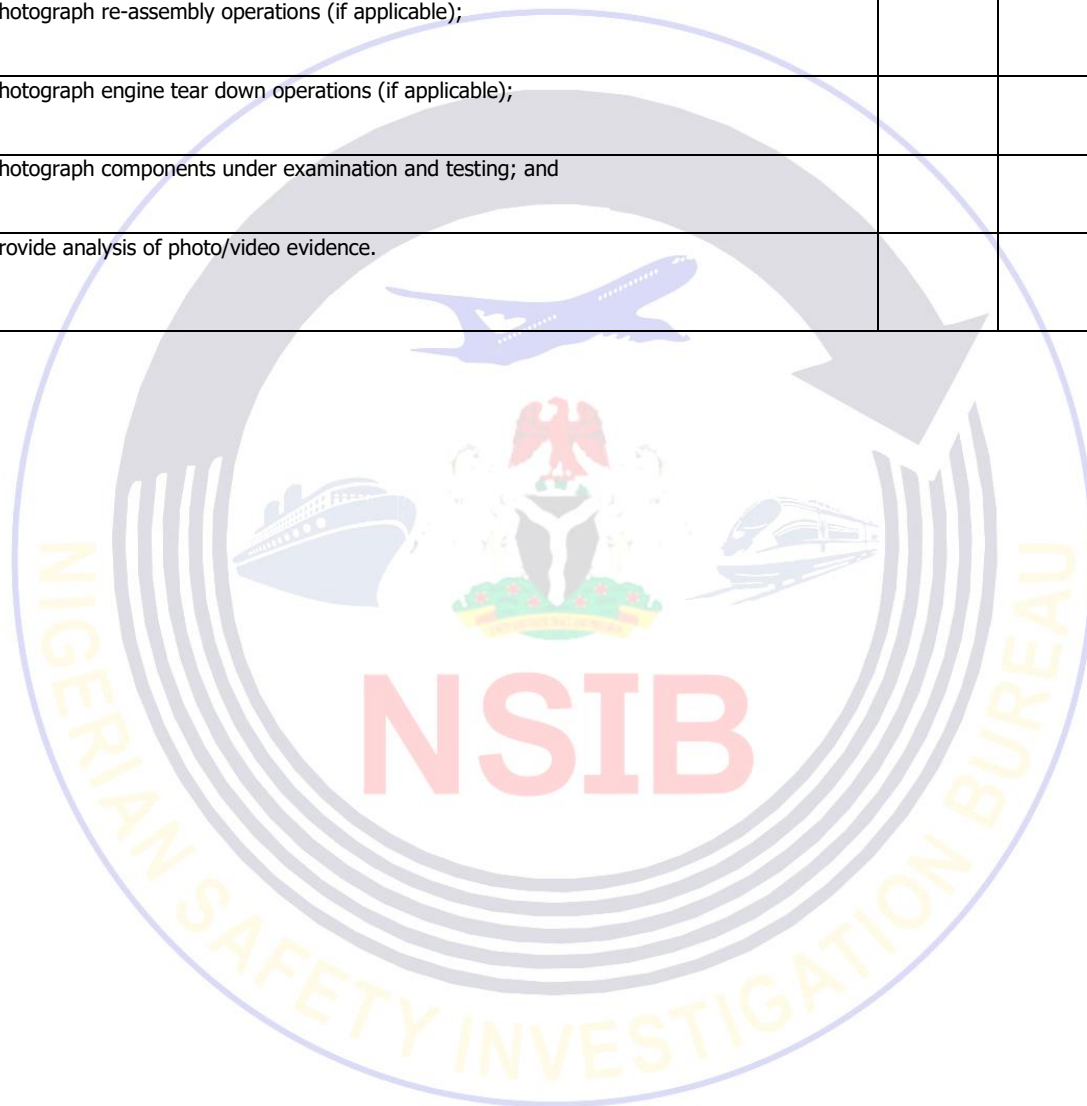 hotograph re-assembly operations (if applicable);
hotograph engine tear down operations (if applicable);
hotograph components under examination and testing; and
rovide analysis of photo/video evidence.
NSIB
NIGERIAN SAFETY INVESTIGATION BUREAU